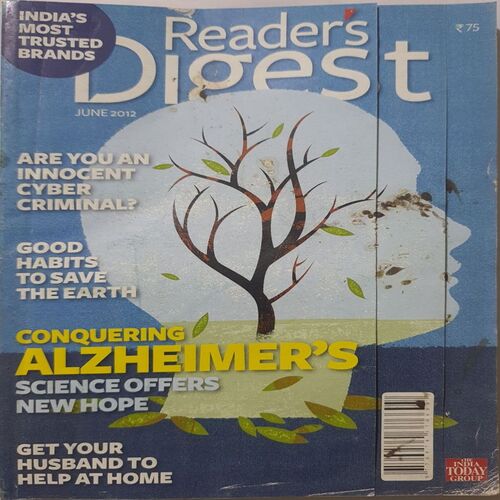 INDIA'S
MOST
TRUSTED
BRANDS
Reader's
Digest
₹ 75
JUNE 2012
ARE YOU AN
INNOCENT
CYBER
CRIMINAL?
GOOD
HABITS
TO SAVE
THE EARTH
CONQUERING
ALZHEIMER'S
SCIENCE OFFERS
NEW HOPE
GET YOUR
HUSBAND TO
HELP AT HOME
THE
INDIA
TODAY
GROUP